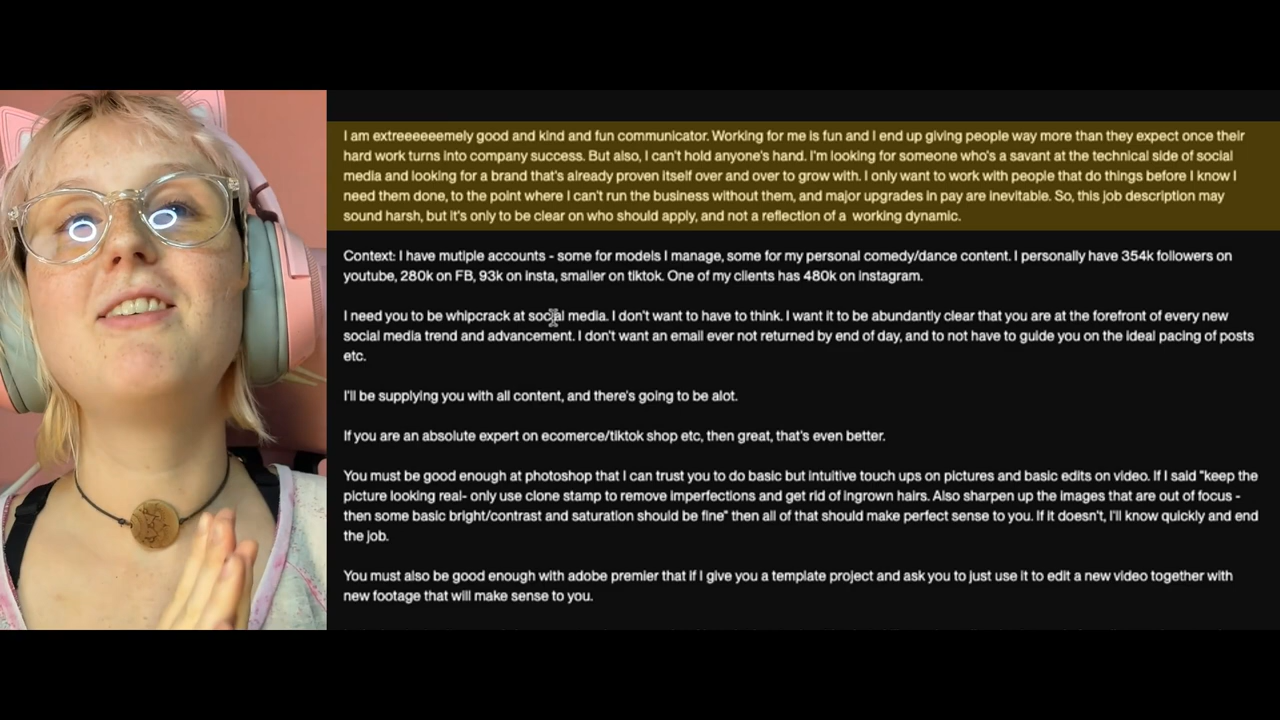 I am extreeeeeemely good and kind and fun communicator. Working for me is fun and I end up giving people way more than they expect once their
hard work turns into company success. But also, I can't hold anyone's hand. I'm looking for someone who's a savant at the technical side of social
media and looking for a brand that's already proven itself over and over to grow with. I only want to work with people that do things before I know I
need them done, to the point where I can't run the business without them, and major upgrades in pay are inevitable. So, this job description may
sound harsh, but it's only to be clear on who should apply, and not a reflection of a working dynamic.
Context: I have mutiple accounts - some for models I manage, some for my personal comedy/dance content. I personally have 354k followers on
youtube, 280k on FB, 93k on insta, smaller on tiktok. One of my clients has 480k on instagram.
I need you to be whipcrack at social media. I don't want to have to think. I want it to be abundantly clear that you are at the forefront of every new
social media trend and advancement. I don't want an email ever not returned by end of day, and to not have to guide you on the ideal pacing of posts
etc.
I'll be supplying you with all content, and there's going to be alot.
If you are an absolute expert on ecomerce/tiktok shop etc, then great, that's even better.
You must be good enough at photoshop that I can trust you to do basic but intuitive touch ups on pictures and basic edits on video. If I said "keep the
picture looking real- only use clone stamp to remove imperfections and get rid of ingrown hairs. Also sharpen up the images that are out of focus -
then some basic bright/contrast and saturation should be fine" then all of that should make perfect sense to you. If it doesn't, I'll know quickly and end
the job.
You must also be good enough with adobe premier that if I give you a template project and ask you to just use it to edit a new video together with
new footage that will make sense to you.